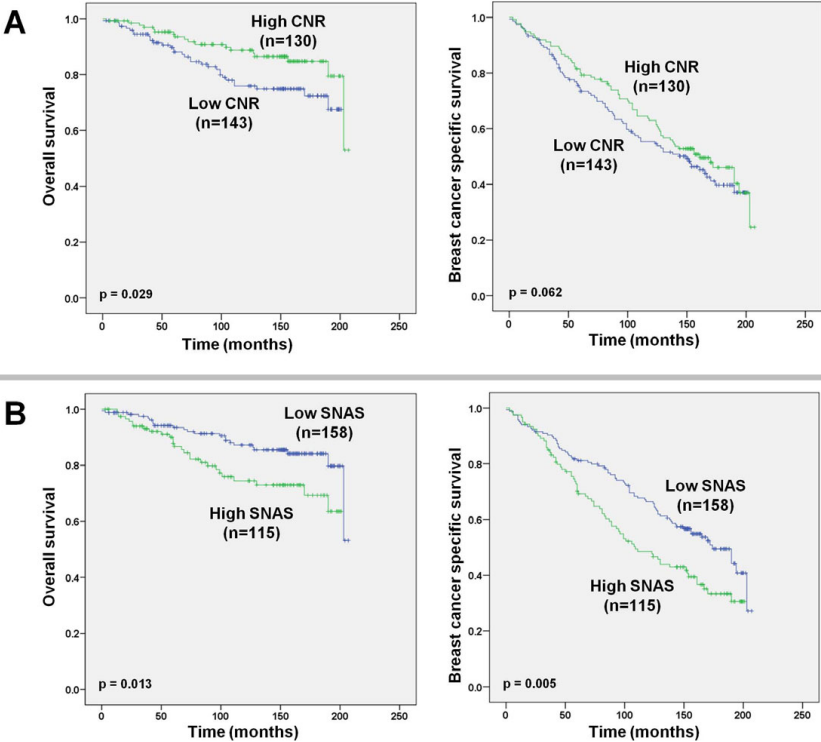 A
Overall survival
1.0
0.8
0.6
0.4
0.2
0.0
High CNR
(n=130)
Low CNR
(n=143)
p = 0.029
0 50 100 150 200 250
Time (months)
Breast cancer specific survival
1.0
0.8
0.6
0.4
0.2
0.0
High CNR
(n=130)
Low CNR
(n=143)
p = 0.062
0 50 100 150 200 250
Time (months)
B
Overall survival
1.0
0.8
0.6
0.4
0.2
0.0
Low SNAS
(n=158)
High SNAS
(n=115)
p = 0.013
0 50 100 150 200 250
Time (months)
Breast cancer specific survival
1.0
0.8
0.6
0.4
0.2
0.0
Low SNAS
(n=158)
High SNAS
(n=115)
p = 0.005
0 50 100 150 200 250
Time (months)